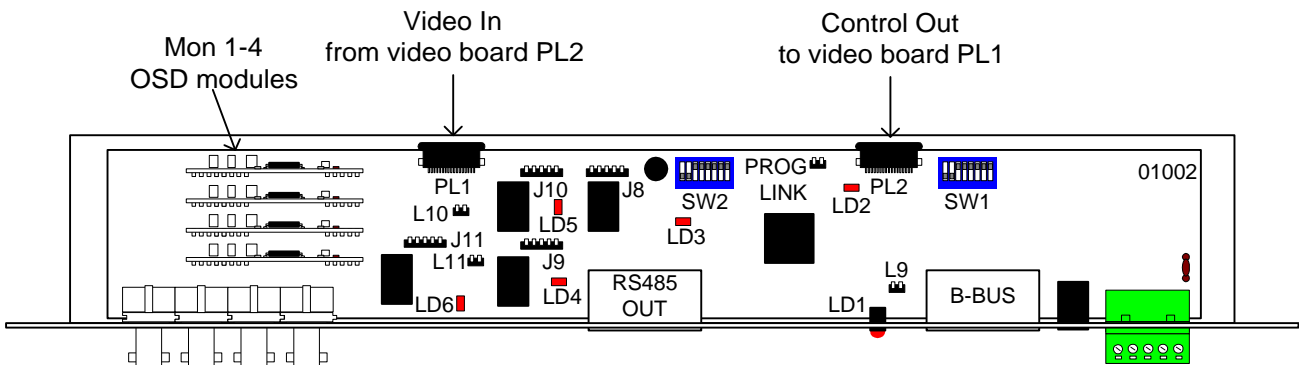 Video In
from video board PL2
Control Out
to video board PL1
Mon 1-4
OSD modules
PL1
J10
J8
SW2
PROG
LINK
PL2
SW1
01002
L10
LD5
LD3
LD2
J11
L11
J9
LD4
LD6
RS485
OUT
LD1
L9
B-BUS